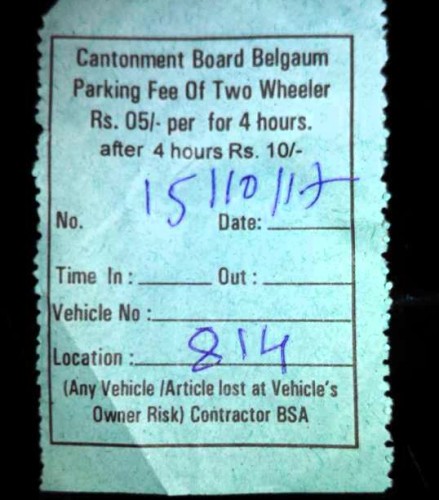 Cantonment Board Belgaum
Parking Fee Of Two Wheeler
Rs. 05/- per for 4 hours.
after 4 hours Rs. 10/-
15/10/17
No. Date:
Time In : Out :
Vehicle No :
Location : 814
(Any Vehicle /Article lost at Vehicle's
Owner Risk) Contractor BSA